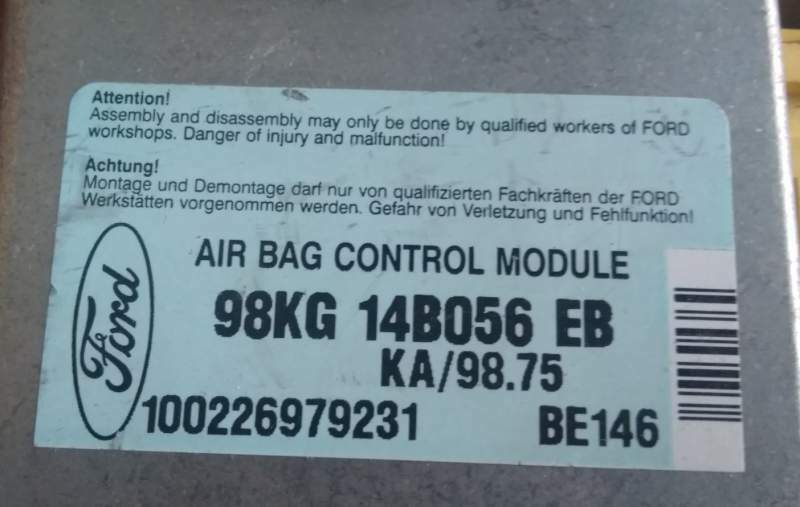 Attention!
Assembly and disassembly may only be done by qualified workers of FORD
workshops. Danger of injury and malfunction!
Achtung!
Montage und Demontage darf nur von qualifizierten Fachkräften der FORD
Werkstätten vorgenommen werden. Gefahr von Verletzung und Fehlfunktion!
AIR BAG CONTROL MODULE
Ford
98KG 14B056 EB
KA/98.75
100226979231 BE146